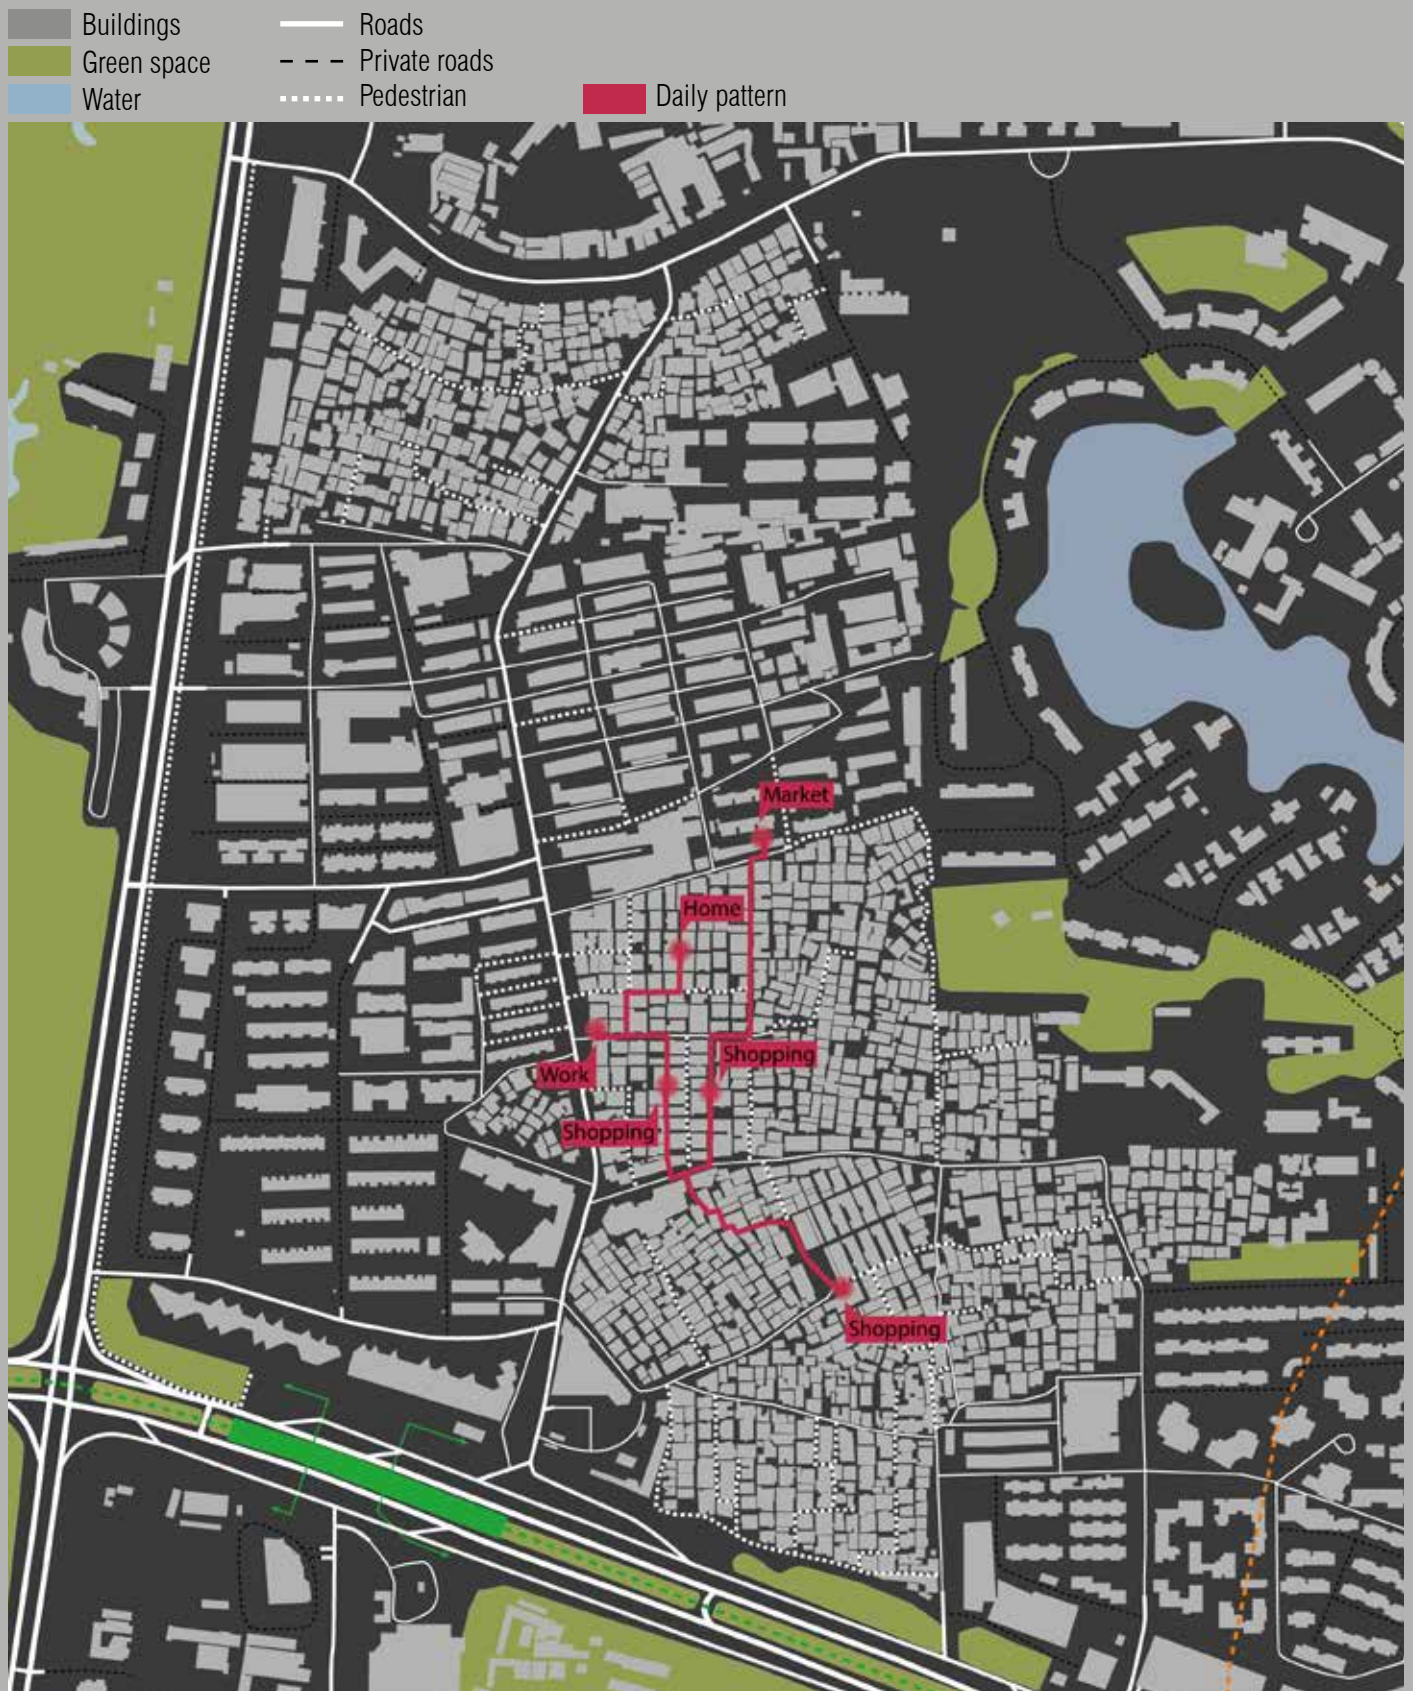 Buildings
Roads
Green space
Private roads
Water
Pedestrian
Daily pattern
Market
Home
Shopping
Work
Shopping
Shopping